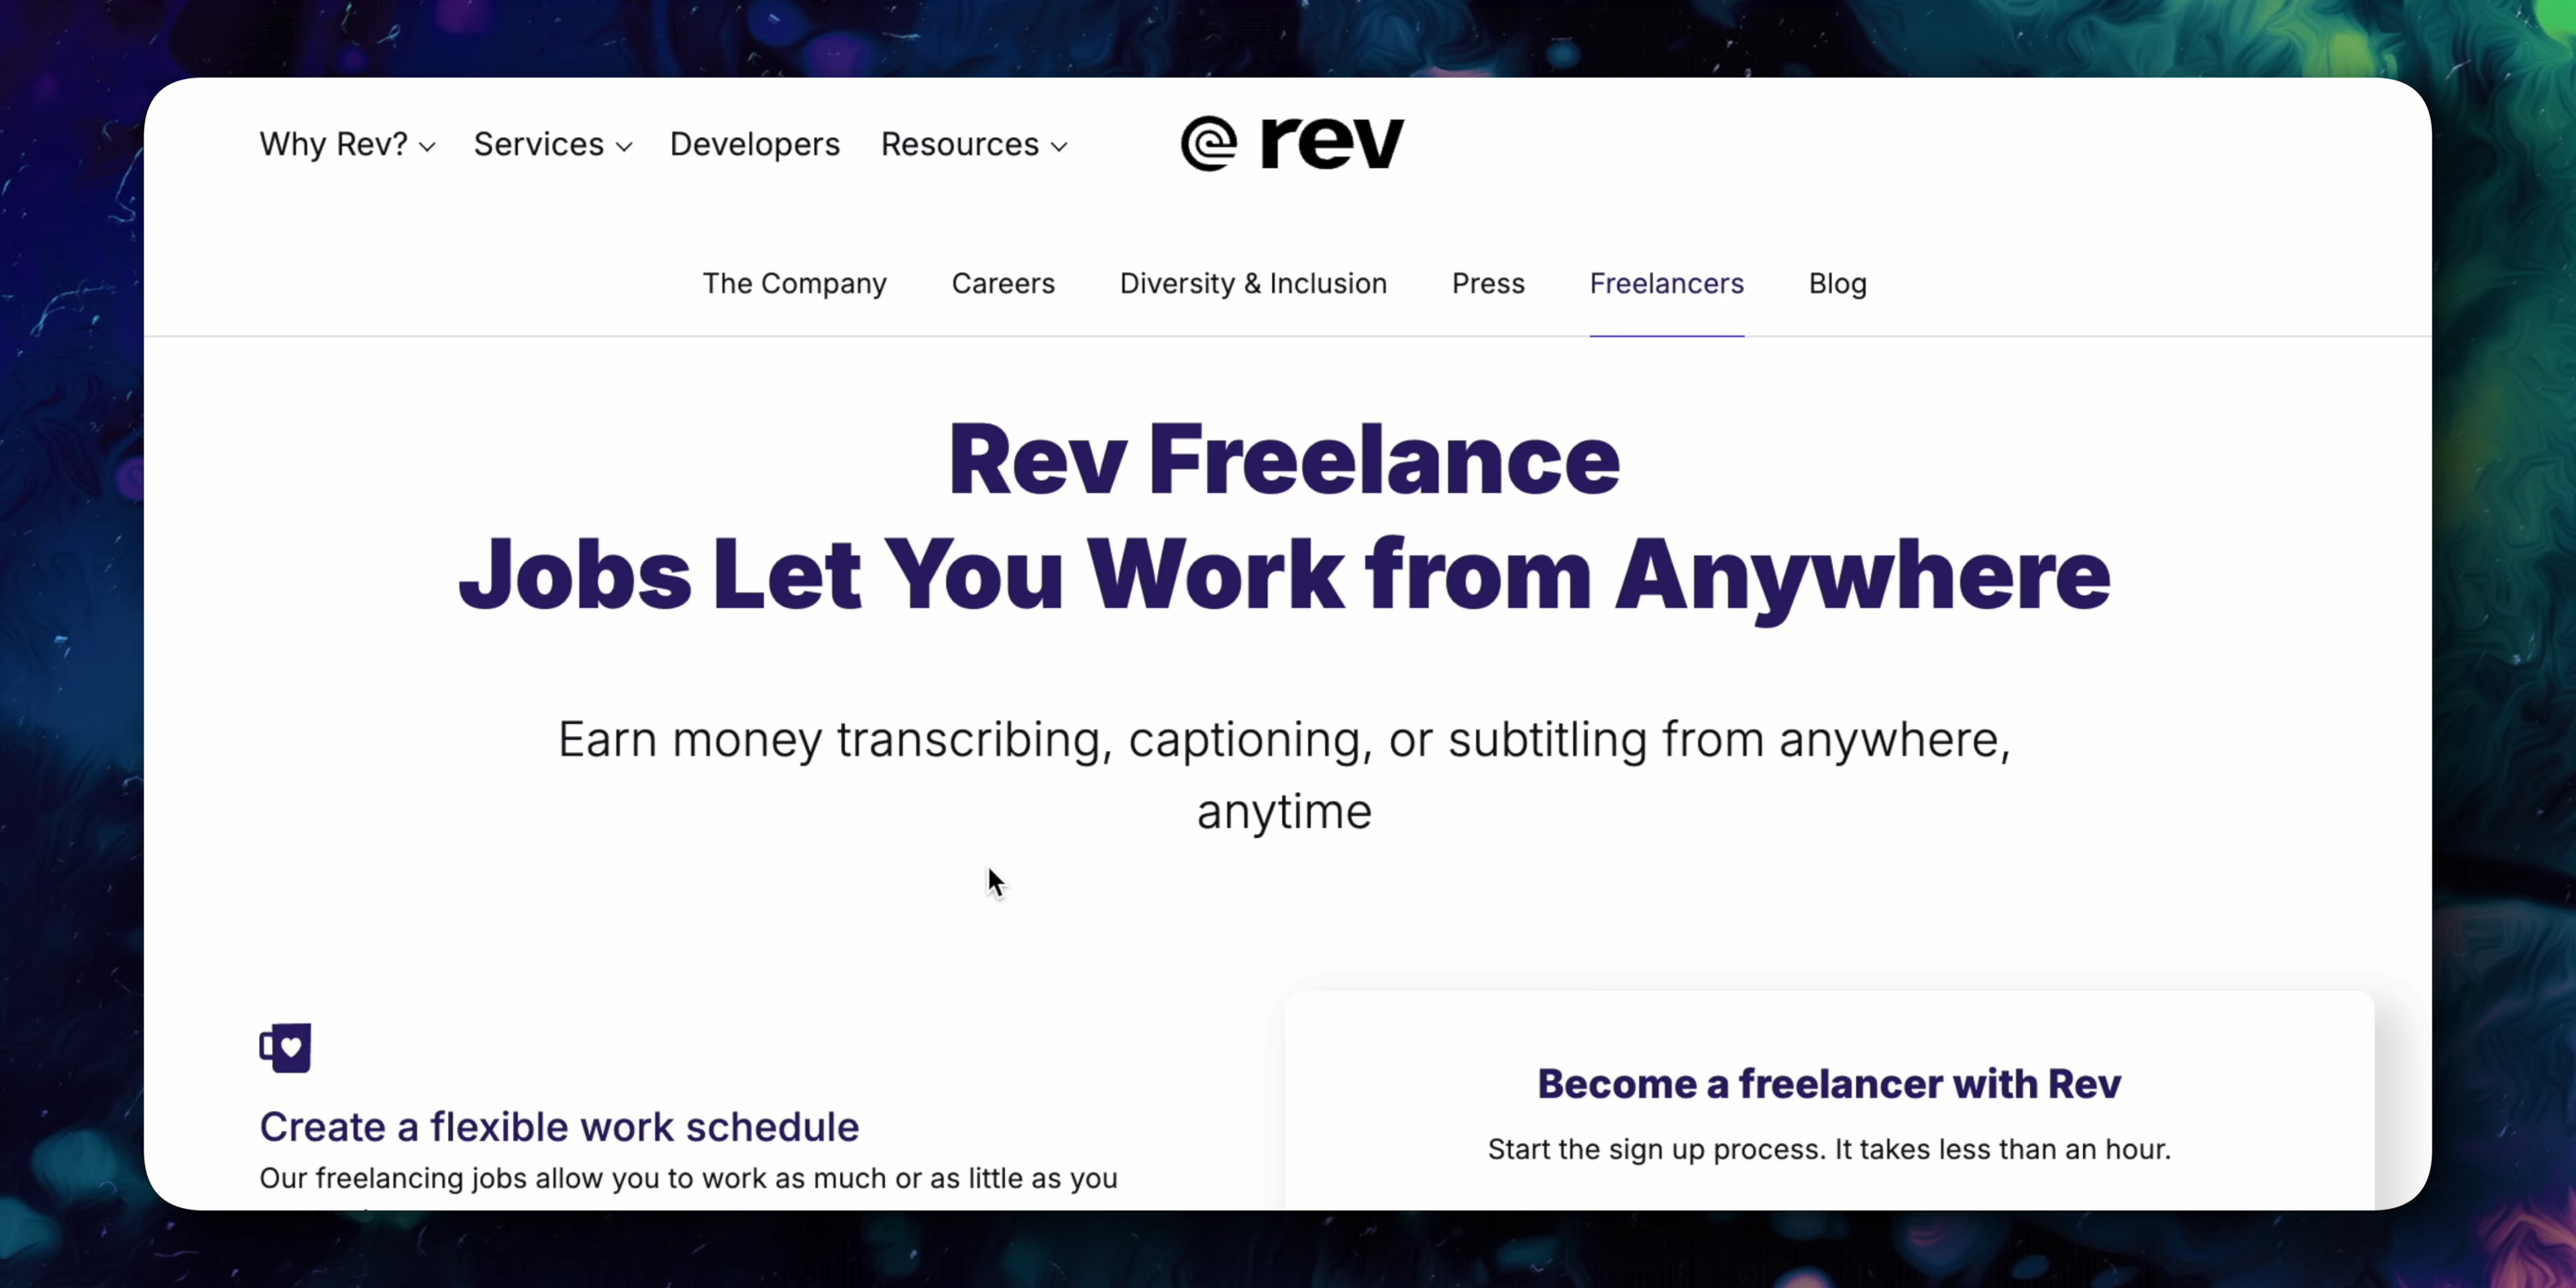 Why Rev? Services Developers Resources rev
The Company Careers Diversity & Inclusion Press Freelancers Blog
Rev Freelance
Jobs Let You Work from Anywhere
Earn money transcribing, captioning, or subtitling from anywhere,
anytime
Create a flexible work schedule
Our freelancing jobs allow you to work as much or as little as you
Become a freelancer with Rev
Start the sign up process. It takes less than an hour.